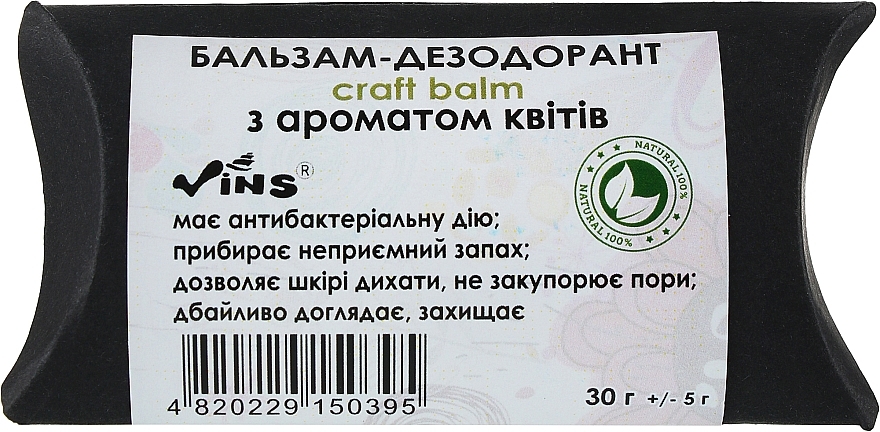 БАЛЬЗАМ-ДЕЗОДОРАНТ
craft balm
з ароматом квітів
ViNS ®
NATURAL 100%
NATURAL 100%
має антибактеріальну дію;
прибирає неприємний запах;
дозволяє шкірі дихати, не закупорює пори;
дбайливо доглядає, захищає
4 820229 150395
30 г +/- 5 г